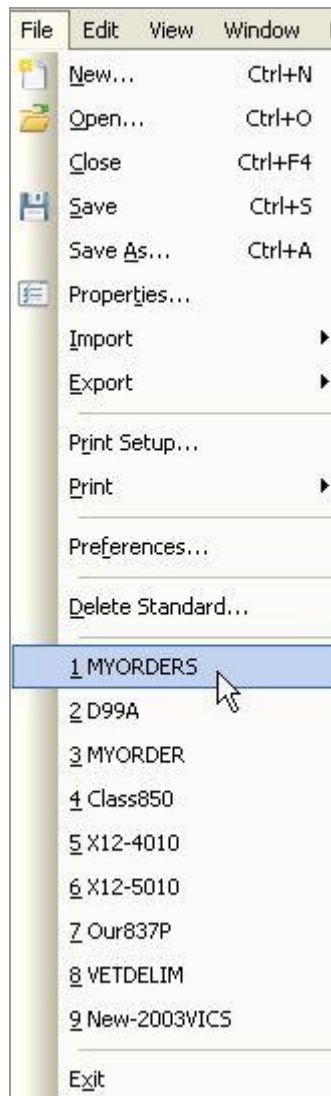 File Edit View Window
New... Ctrl+N
Open... Ctrl+O
Close Ctrl+F4
Save Ctrl+S
Save As... Ctrl+A
Properties...
Import
Export
Print Setup...
Print
Preferences...
Delete Standard...
1 MYORDERS
2 D99A
3 MYORDER
4 Class850
5 X12-4010
6 X12-5010
7 Our837P
8 VETDELIM
9 New-2003VICS
Exit